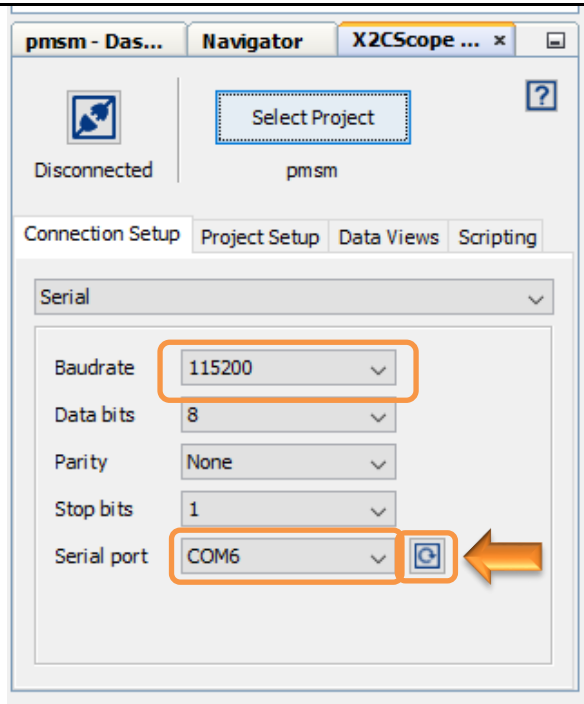 pmsm - Das... Navigator X2CScope ... ×
Select Project
?
Disconnected pmsm
Connection Setup Project Setup Data Views Scripting
Serial
Baudrate 115200
Data bits 8
Parity None
Stop bits 1
Serial port COM6